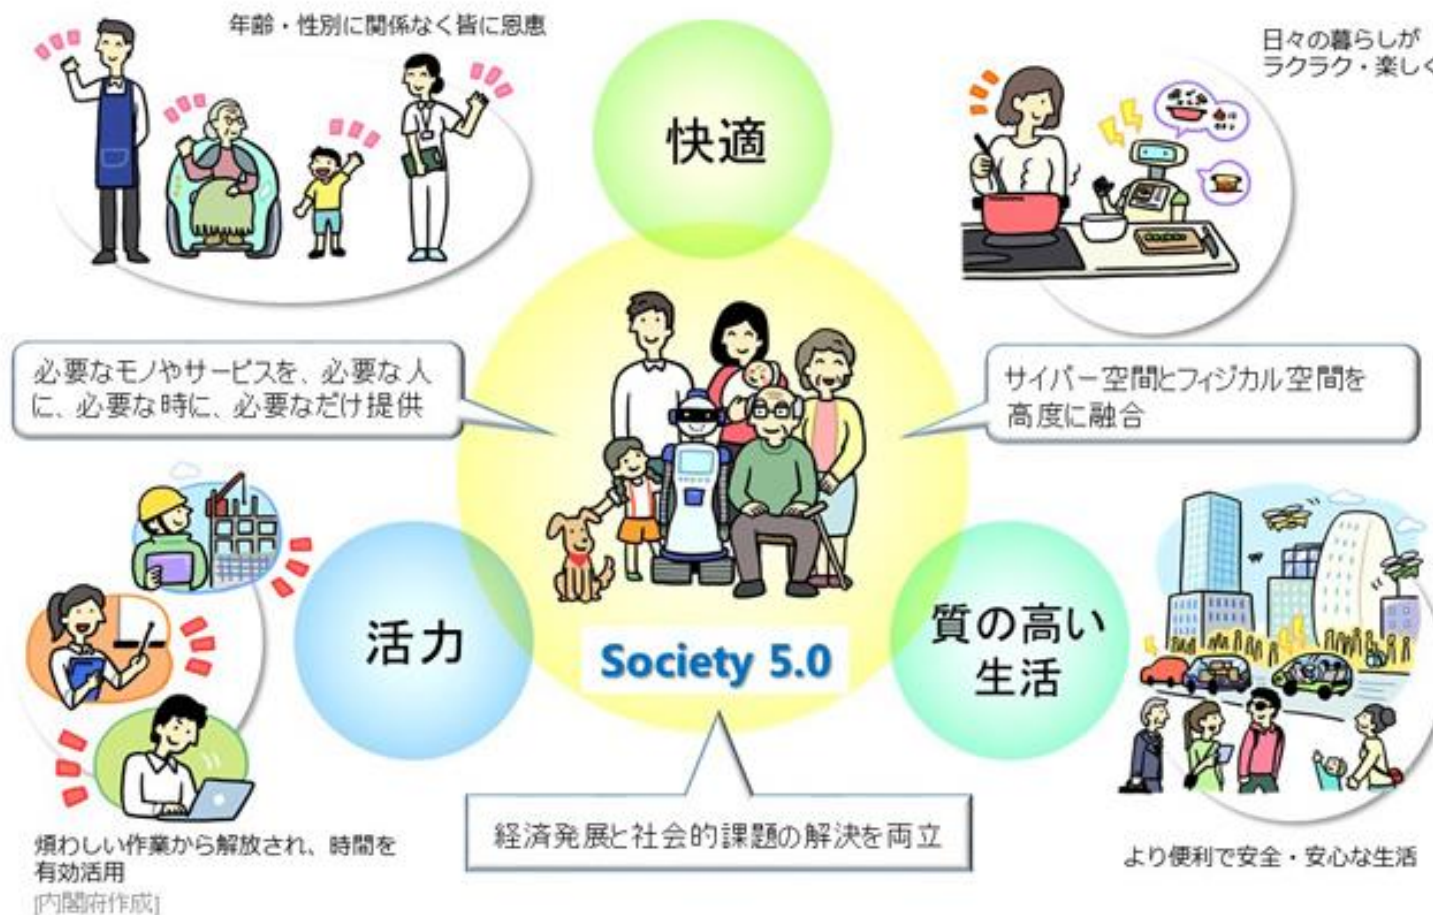 年齢・性別に関係なく皆に恩恵
日々の暮らしが
ラクラク・楽しく
快適
必要なモノやサービスを、必要な人
に、必要な時に、必要なだけ提供
サイバー空間とフィジカル空間を
高度に融合
活力
質の高い
生活
Society 5.0
経済発展と社会的課題の解決を両立
煩わしい作業から解放され、時間を
有効活用
[内閣府作成]
より便利で安全・安心な生活